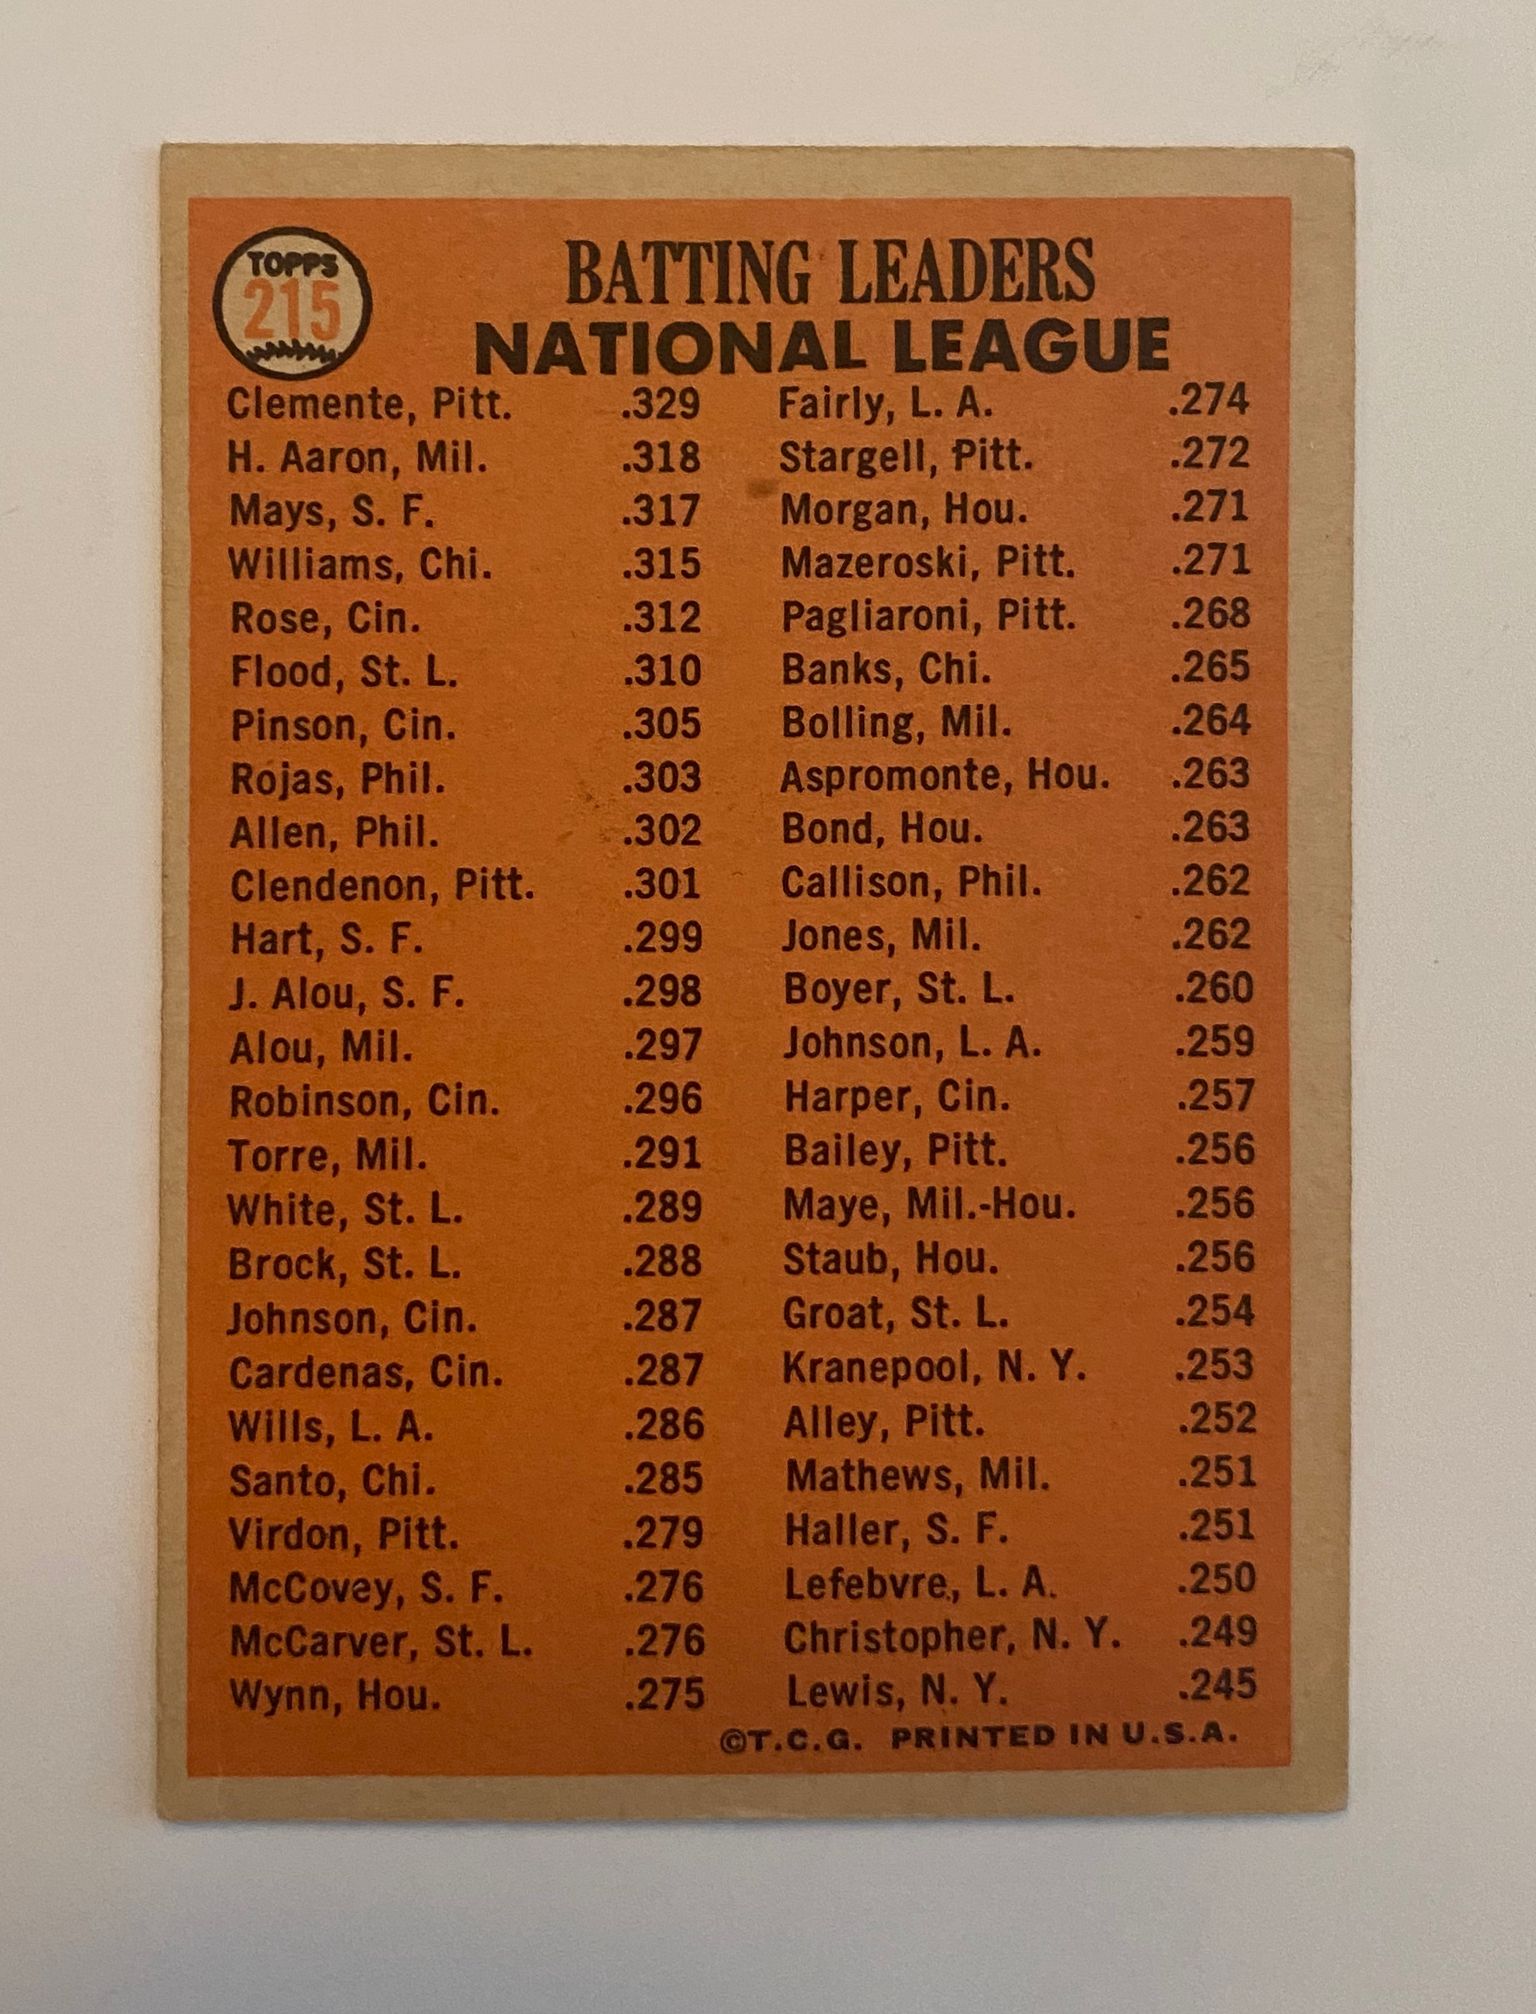 TOPPS
215
BATTING LEADERS
NATIONAL LEAGUE
Clemente, Pitt. .329
H. Aaron, Mil. .318
Mays, S. F. .317
Williams, Chi. .315
Rose, Cin. .312
Flood, St. L. .310
Pinson, Cin. .305
Rojas, Phil. .303
Allen, Phil. .302
Clendenon, Pitt. .301
Hart, S. F. .299
J. Alou, S. F. .298
Alou, Mil. .297
Robinson, Cin. .296
Torre, Mil. .291
White, St. L. .289
Brock, St. L. .288
Johnson, Cin. .287
Cardenas, Cin. .287
Wills, L. A. .286
Santo, Chi. .285
Virdon, Pitt. .279
McCovey, S. F. .276
McCarver, St. L. .276
Wynn, Hou. .275
Fairly, L. A. .274
Stargell, Pitt. .272
Morgan, Hou. .271
Mazeroski, Pitt. .271
Pagliaroni, Pitt. .268
Banks, Chi. .265
Bolling, Mil. .264
Aspromonte, Hou. .263
Bond, Hou. .263
Callison, Phil. .262
Jones, Mil. .262
Boyer, St. L. .260
Johnson, L. A. .259
Harper, Cin. .257
Bailey, Pitt. .256
Maye, Mil.-Hou. .256
Staub, Hou. .256
Groat, St. L. .254
Kranepool, N. Y. .253
Alley, Pitt. .252
Mathews, Mil. .251
Haller, S. F. .251
Lefebvre, L. A. .250
Christopher, N. Y. .249
Lewis, N. Y. .245
©T.C.G. PRINTED IN U.S.A.